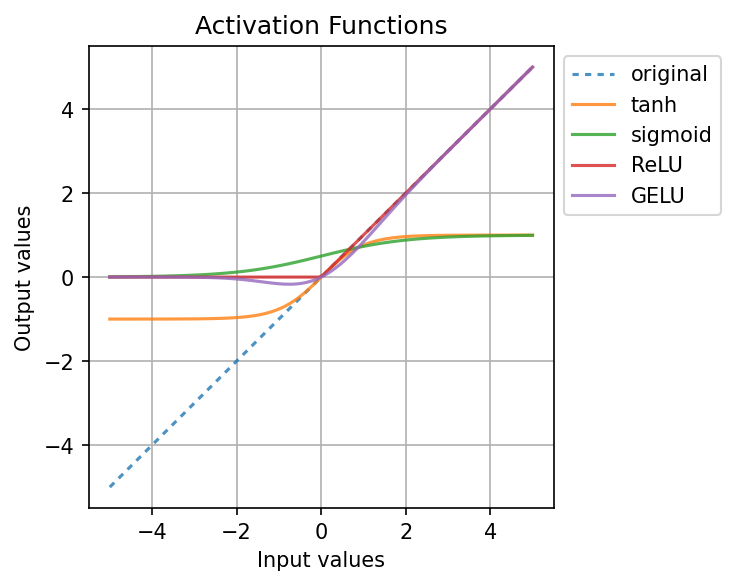 Activation Functions
original
tanh
sigmoid
ReLU
GELU
Output values
4
2
0
−2
−4
−4
−2
0
2
4
Input values